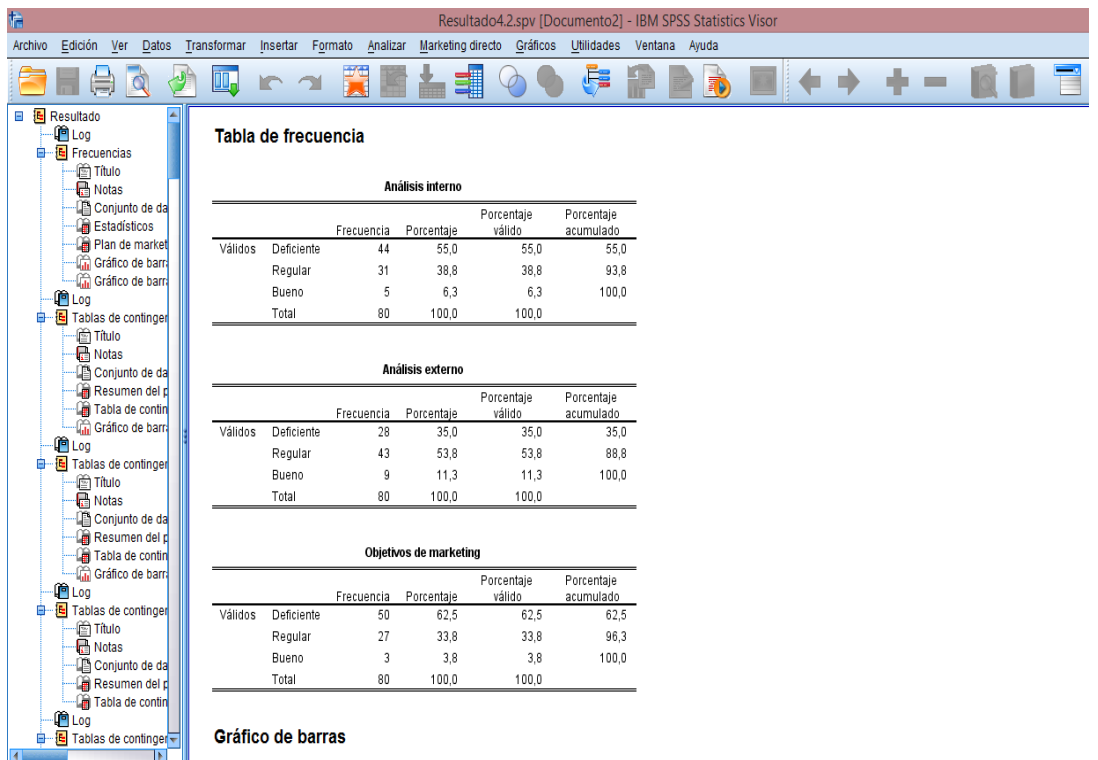 Resultado4.2.spv [Documento2] - IBM SPSS Statistics Visor
Archivo Edición Ver Datos Transformar Insertar Formato Analizar Marketing directo Gráficos Utilidades Ventana Ayuda
Resultado
Log
Frecuencias
Título
Notas
Conjunto de da
Estadísticos
Plan de market
Gráfico de barr
Gráfico de barr
Log
Tablas de continger
Título
Notas
Conjunto de da
Resumen del p
Tabla de contin
Gráfico de barr
Log
Tablas de continger
Título
Notas
Conjunto de da
Resumen del p
Tabla de contin
Gráfico de barr
Log
Tablas de continger
Título
Notas
Conjunto de da
Resumen del p
Tabla de contin
Log
Tablas de continger
Tabla de frecuencia
Análisis interno
Frecuencia Porcentaje Porcentaje válido Porcentaje acumulado
Válidos Deficiente 44 55,0 55,0 55,0
Regular 31 38,8 38,8 93,8
Bueno 5 6,3 6,3 100,0
Total 80 100,0 100,0
Análisis externo
Frecuencia Porcentaje Porcentaje válido Porcentaje acumulado
Válidos Deficiente 28 35,0 35,0 35,0
Regular 43 53,8 53,8 88,8
Bueno 9 11,3 11,3 100,0
Total 80 100,0 100,0
Objetivos de marketing
Frecuencia Porcentaje Porcentaje válido Porcentaje acumulado
Válidos Deficiente 50 62,5 62,5 62,5
Regular 27 33,8 33,8 96,3
Bueno 3 3,8 3,8 100,0
Total 80 100,0 100,0
Gráfico de barras